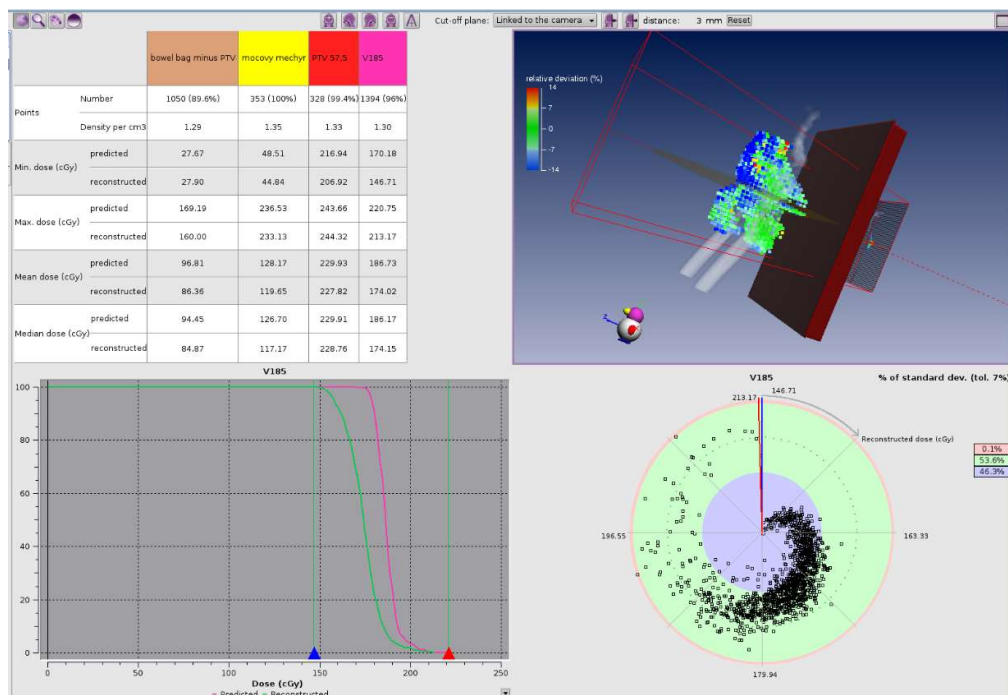 Cut-off plane: Linked to the camera distance: 3 mm Reset
bowel bag minus PTV mocovy mechyr PTV 57,5 V185
Points Number 1050 (89.6%) 353 (100%) 328 (99.4%) 1394 (96%)
Density per cm3 1.29 1.35 1.33 1.30
Min. dose (cGy) predicted 27.67 48.51 216.94 170.18
reconstructed 27.90 44.84 206.92 146.71
Max. dose (cGy) predicted 169.19 236.53 243.66 220.75
reconstructed 160.00 233.13 244.32 213.17
Mean dose (cGy) predicted 96.81 128.17 229.93 186.73
reconstructed 86.36 119.65 227.82 174.02
Median dose (cGy) predicted 94.45 126.70 229.91 186.17
reconstructed 84.87 117.17 228.76 174.15
relative deviation (%)
14
7
0
-7
-14
z
V185
100
80
60
40
20
0
0 50 100 150 200 250
Dose (cGy)
Predicted Reconstructed
V185 % of standard dev. (tol. 7%)
213.17 146.71
Reconstructed dose (cGy)
0.1%
53.6%
46.3%
196.55 163.33
179.94